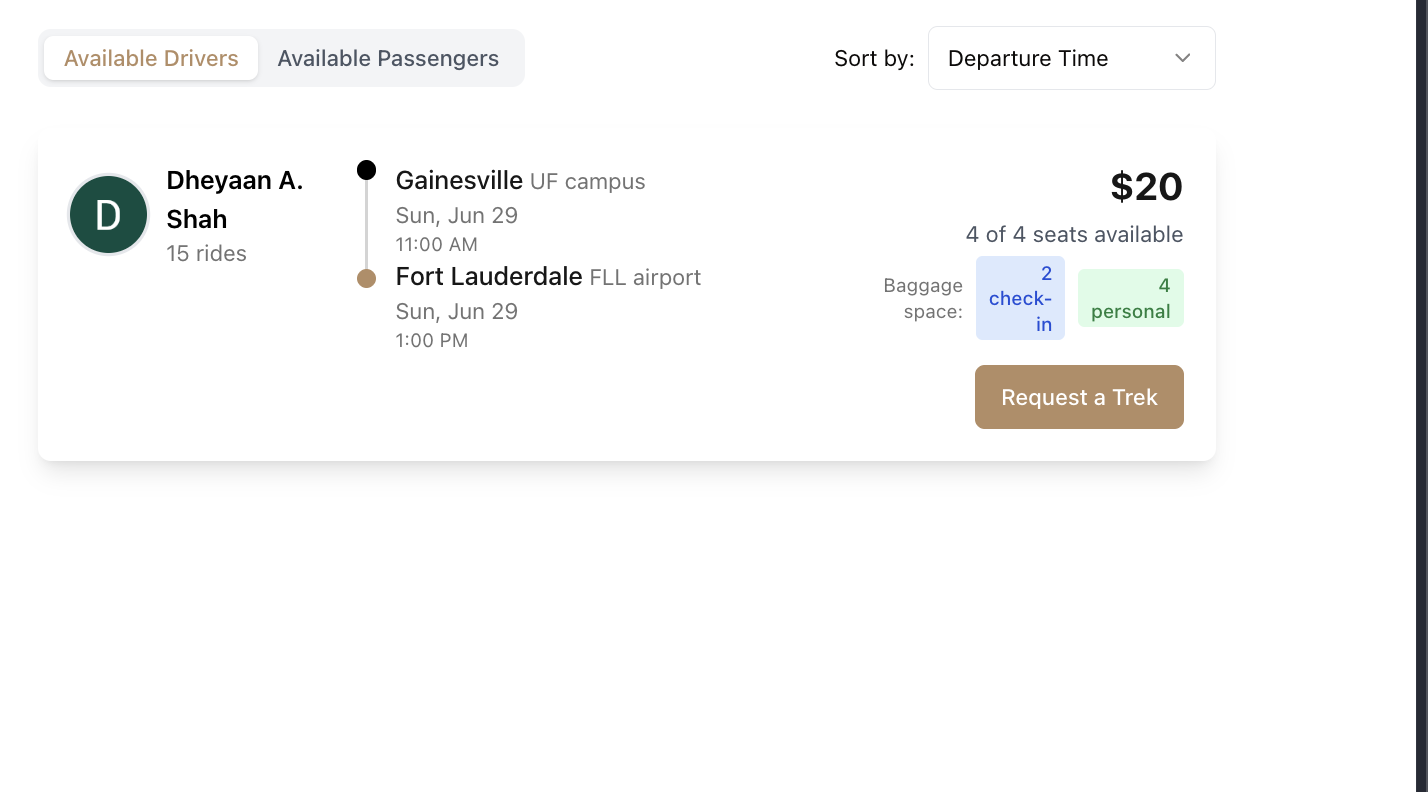 Available Drivers
Available Passengers
Sort by:
Departure Time
D
Dheyaan A.
Shah
15 rides
Gainesville UF campus
Sun, Jun 29
11:00 AM
Fort Lauderdale FLL airport
Sun, Jun 29
1:00 PM
$20
4 of 4 seats available
Baggage
space:
2
check-
in
4
personal
Request a Trek